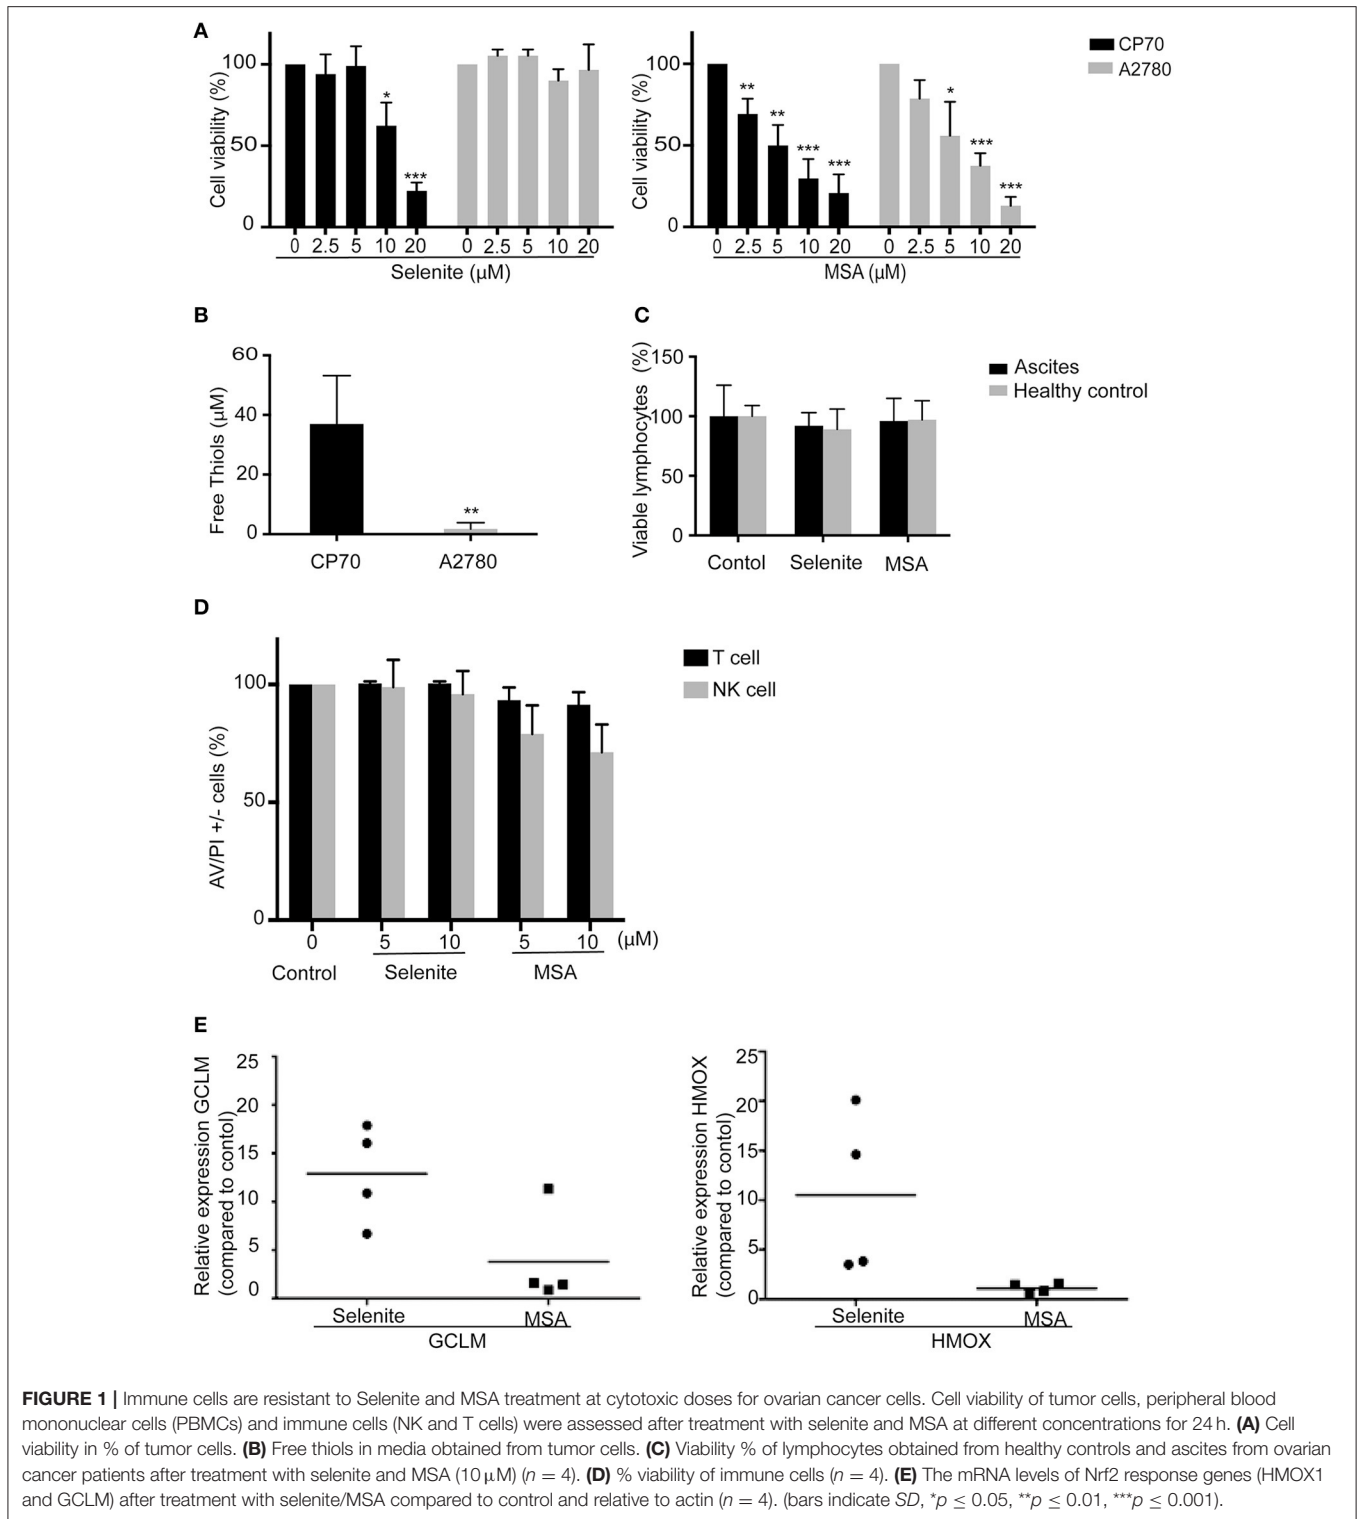 A
Cell viability (%)
100
50
0
* ***
0 2.5 5 10 20 0 2.5 5 10 20
Selenite (µM)
Cell viability (%)
100
50
0
** ** *** *** * *** ***
0 2.5 5 10 20 0 2.5 5 10 20
MSA (µM)
CP70
A2780
B
Free Thiols (µM)
60
40
20
0
**
CP70 A2780
C
Viable lymphocytes (%)
150
100
50
0
Contol Selenite MSA
Ascites
Healthy control
D
AV/PI +/- cells (%)
100
50
0
0 5 10 5 10 (µM)
Control Selenite MSA
T cell
NK cell
E
Relative expression GCLM
(compared to contol)
25
20
15
10
5
0
Selenite MSA
GCLM
Relative expression HMOX
(compared to contol)
25
20
15
10
5
0
Selenite MSA
HMOX
FIGURE 1 | Immune cells are resistant to Selenite and MSA treatment at cytotoxic doses for ovarian cancer cells. Cell viability of tumor cells, peripheral blood
mononuclear cells (PBMCs) and immune cells (NK and T cells) were assessed after treatment with selenite and MSA at different concentrations for 24 h. (A) Cell
viability in % of tumor cells. (B) Free thiols in media obtained from tumor cells. (C) Viability % of lymphocytes obtained from healthy controls and ascites from ovarian
cancer patients after treatment with selenite and MSA (10 µM) (n = 4). (D) % viability of immune cells (n = 4). (E) The mRNA levels of Nrf2 response genes (HMOX1
and GCLM) after treatment with selenite/MSA compared to control and relative to actin (n = 4). (bars indicate SD, *p ≤ 0.05, **p ≤ 0.01, ***p ≤ 0.001).